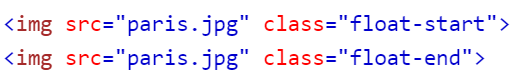 <img src="paris.jpg" class="float-start">
<img src="paris.jpg" class="float-end">